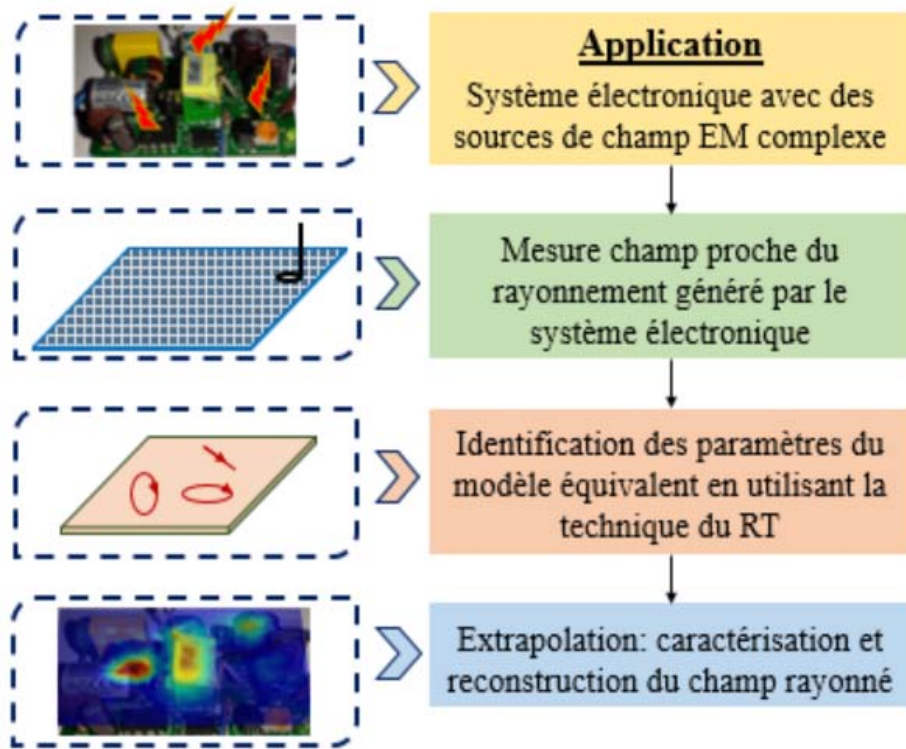 Application
Système électronique avec des
sources de champ EM complexe
Mesure champ proche du
rayonnement généré par le
système électronique
Identification des paramètres du
modèle équivalent en utilisant la
technique du RT
Extrapolation: caractérisation et
reconstruction du champ rayonné